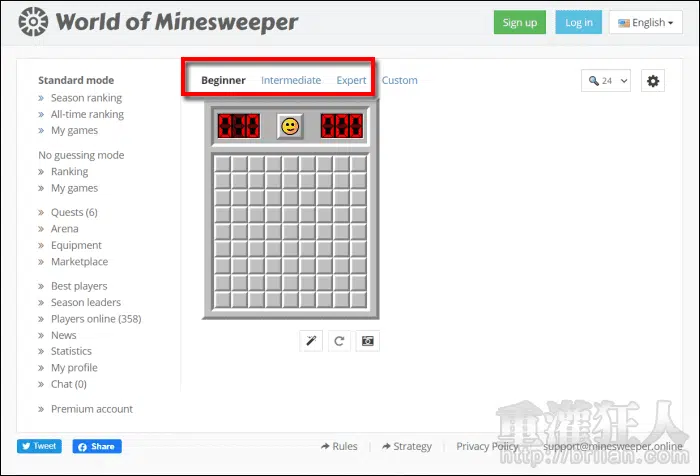 World of Minesweeper
Sign up
Log in
English
Standard mode
Season ranking
All-time ranking
My games
No guessing mode
Ranking
My games
Quests (6)
Arena
Equipment
Marketplace
Best players
Season leaders
Players online (358)
News
Statistics
My profile
Chat (0)
Premium account
Beginner Intermediate Expert Custom
24
Tweet
Share
Rules
Strategy
Privacy Policy
support@minesweeper.online
重灌狂人
http://briian.com